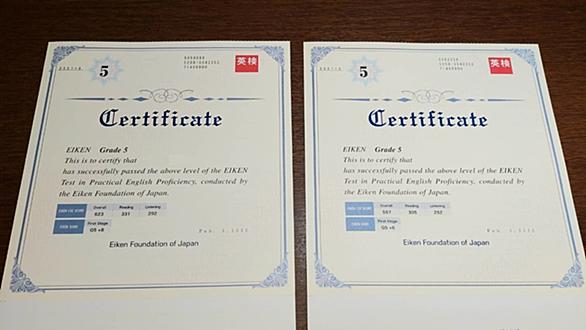 5
英検
Certificate
EIKEN Grade 5
This is to certify that
has successfully passed the above level of the EIKEN
Test in Practical English Proficiency, conducted by
the Eiken Foundation of Japan.
Overall Reading Listening
623 331 292
First Stage
G5 +8
Eiken Foundation of Japan
5
英検
Certificate
EIKEN Grade 5
This is to certify that
has successfully passed the above level of the EIKEN
Test in Practical English Proficiency, conducted by
the Eiken Foundation of Japan.
Overall Reading Listening
597 305 292
First Stage
Eiken Foundation of Japan